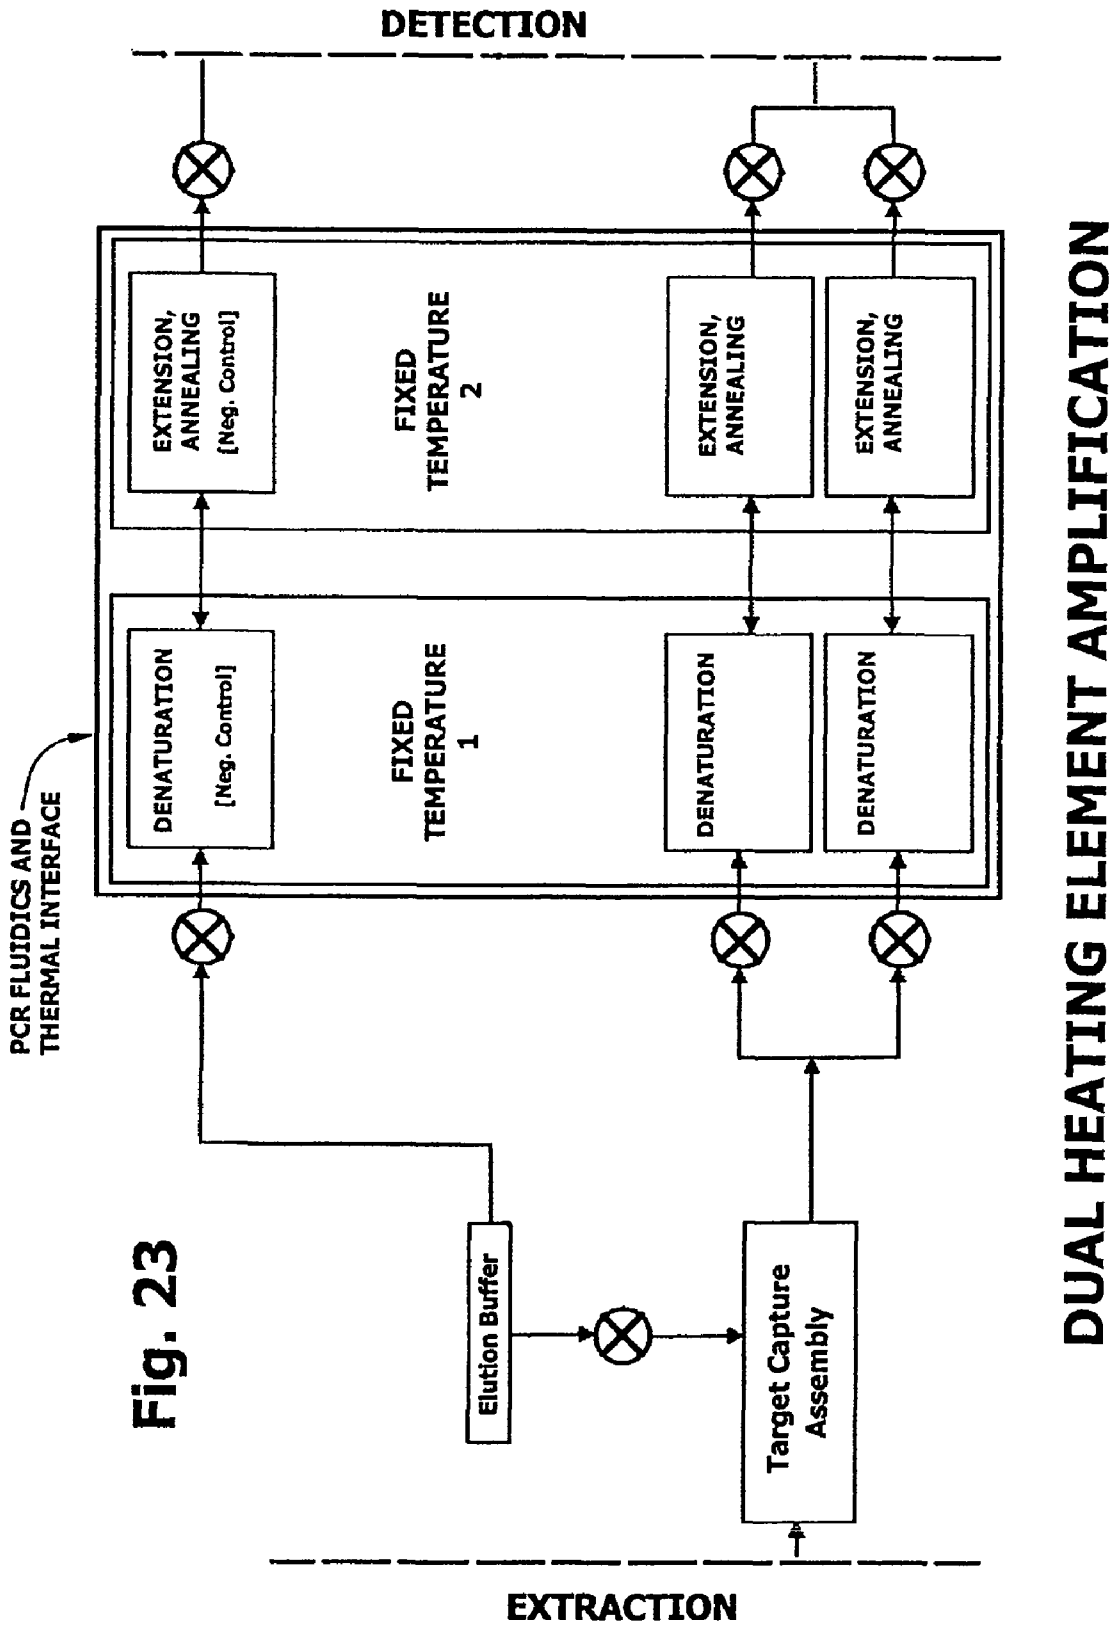 DETECTION
EXTENSION,
ANNEALING
[Neg. Control]
FIXED
TEMPERATURE
2
EXTENSION,
ANNEALING
EXTENSION,
ANNEALING
DENATURATION
[Neg. Control]
FIXED
TEMPERATURE
1
DENATURATION
DENATURATION
PCR FLUIDICS AND
THERMAL INTERFACE
Fig. 23
Elution Buffer
Target Capture
Assembly
EXTRACTION
DUAL HEATING ELEMENT AMPLIFICATION